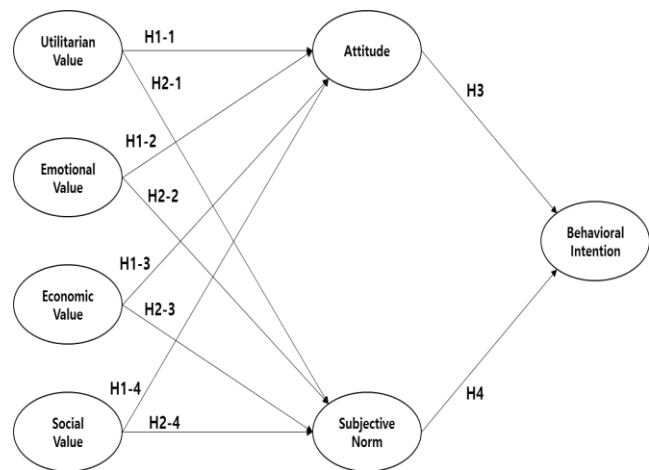 Utilitarian
Value
H1-1
Attitude
H2-1
H3
H1-2
Emotional
Value
H2-2
Behavioral
Intention
H1-3
Economic
Value
H2-3
H1-4
H4
Social
Value
H2-4
Subjective
Norm